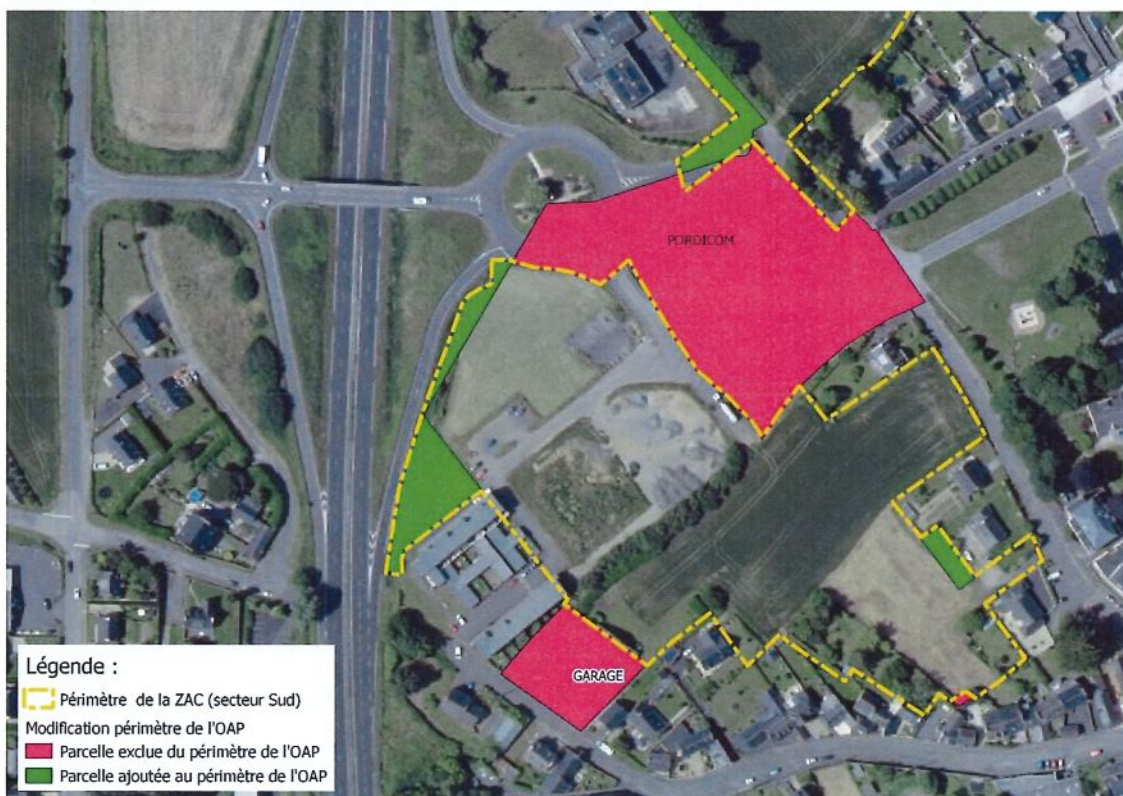 PORDICOM
GARAGE
Légende :
Périmètre de la ZAC (secteur Sud)
Modification périmètre de l'OAP
Parcelle exclue du périmètre de l'OAP
Parcelle ajoutée au périmètre de l'OAP